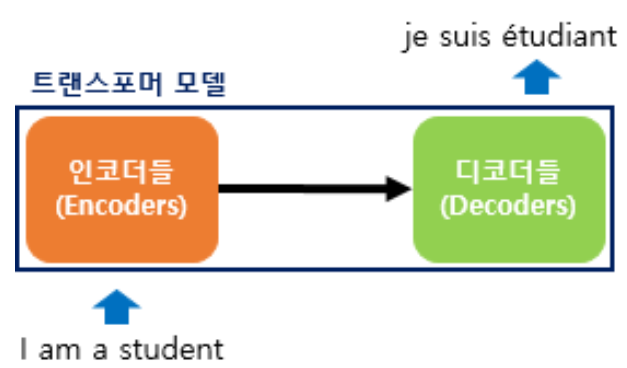 je suis étudiant
트랜스포머 모델
인코더들
(Encoders)
디코더들
(Decoders)
I am a student